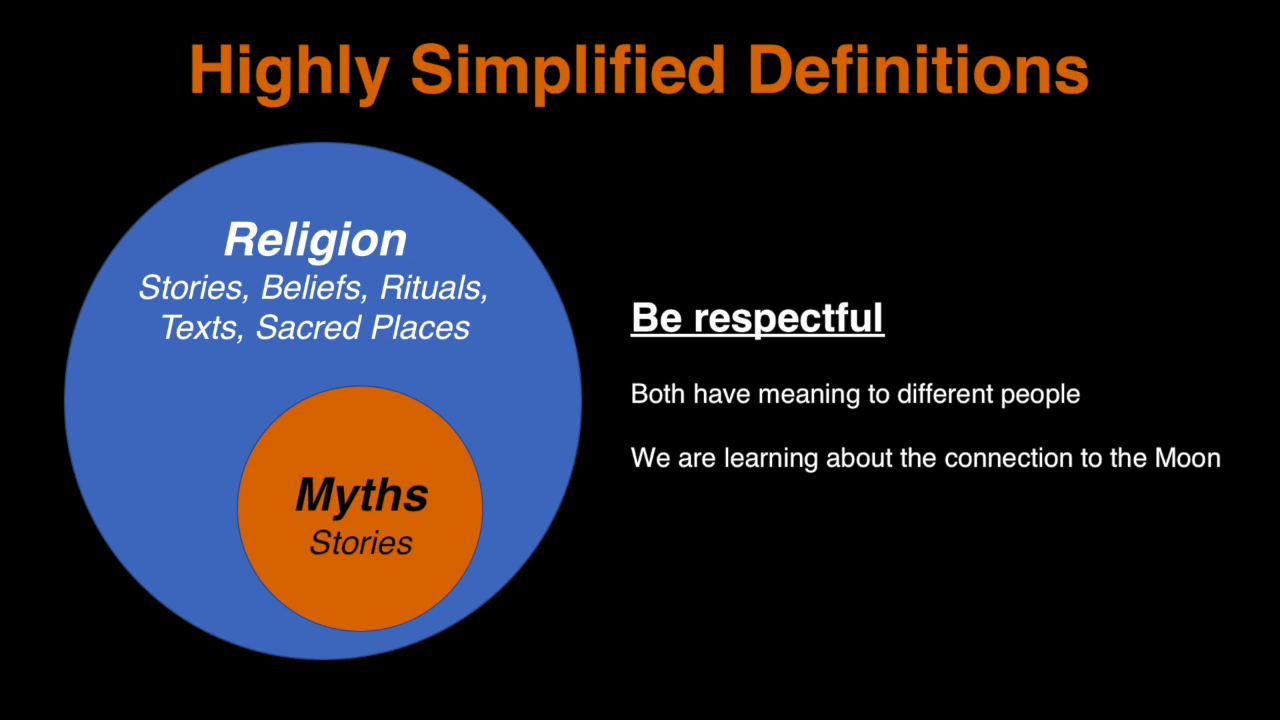 Highly Simplified Definitions
Religion
Stories, Beliefs, Rituals,
Texts, Sacred Places
Myths
Stories
Be respectful
Both have meaning to different people
We are learning about the connection to the Moon